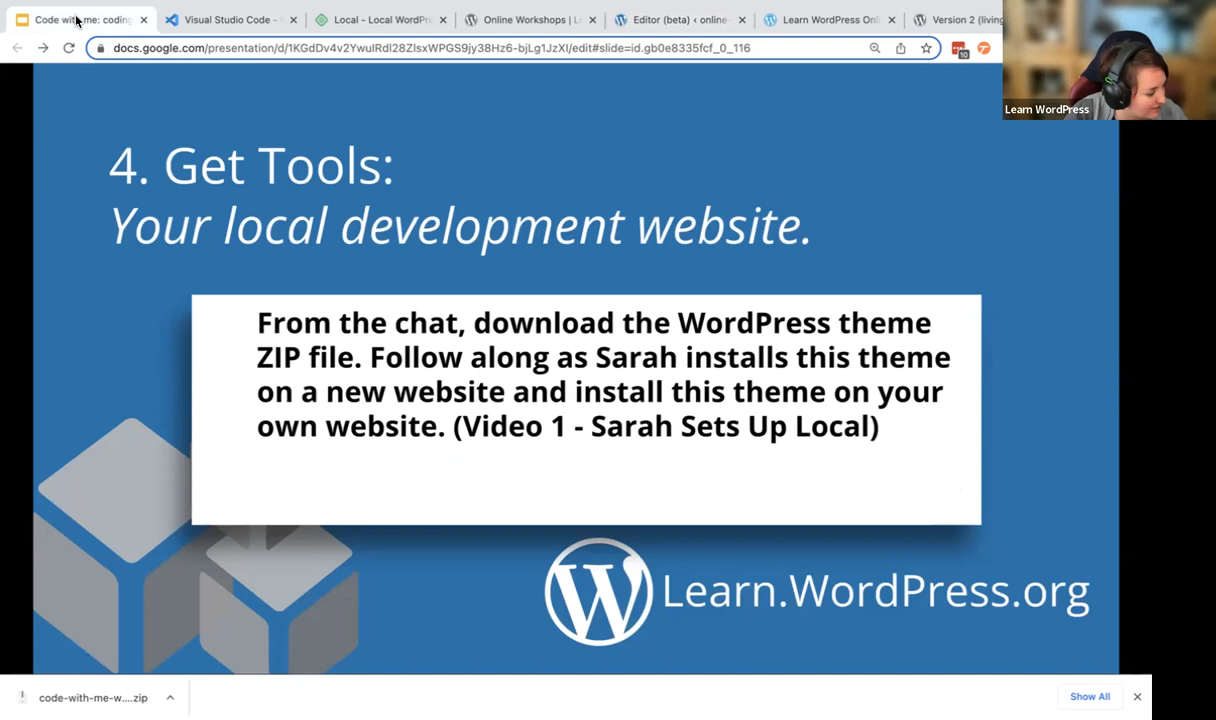 Code with me: coding
Visual Studio Code -
Local - Local WordPr
Online Workshops | Le
Editor (beta) ‹ online-
Learn WordPress Onl
Version 2 (living
docs.google.com/presentation/d/1KGdDv4v2YwuIRdl28ZlsxWPGS9jy38Hz6-bjLg1JzXI/edit#slide=id.gb0e8335fcf_0_116
10
Learn WordPress
4. Get Tools:
Your local development website.
From the chat, download the WordPress theme
ZIP file. Follow along as Sarah installs this theme
on a new website and install this theme on your
own website. (Video 1 - Sarah Sets Up Local)
Learn.WordPress.org
code-with-me-w....zip
Show All